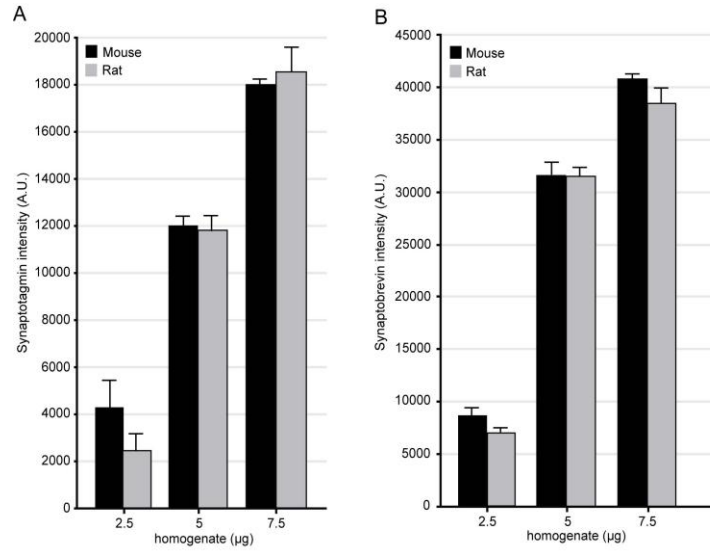 A
Synaptotagmin intensity (A.U.)
20000
18000
16000
14000
12000
10000
8000
6000
4000
2000
0
Mouse
Rat
2.5 5 7.5
homogenate (µg)
B
Synaptobrevin intensity (A.U.)
45000
40000
35000
30000
25000
20000
15000
10000
5000
0
Mouse
Rat
2.5 5 7.5
homogenate (µg)